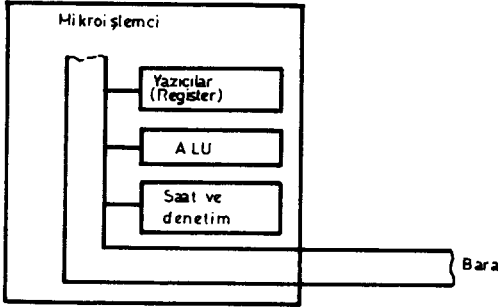 Mikroişlemci
Yazıcılar
(Register)
ALU
Saat ve
denetim
Bara